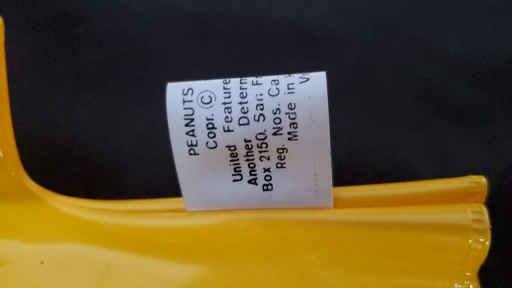 PEANUTS
Copr. ©
United Feature
Another Determ
Box 2150, San F
Reg. Nos. Ca
Made in
V